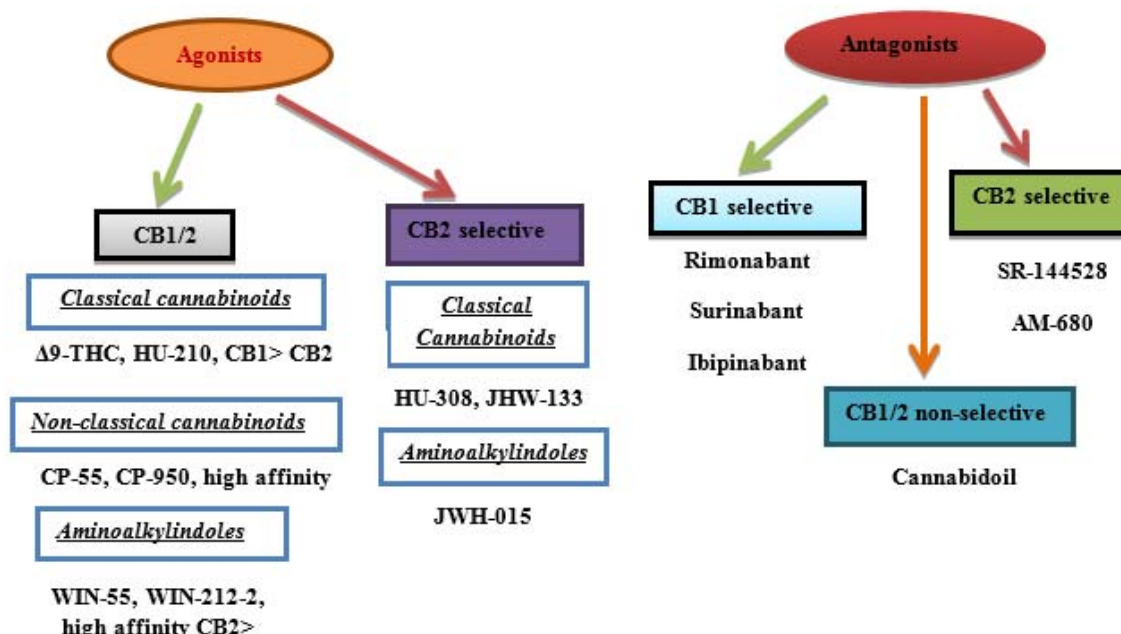 Agonists
CB1/2
Classical cannabinoids
Δ9-THC, HU-210, CB1> CB2
Non-classical cannabinoids
CP-55, CP-950, high affinity
Aminoalkylindoles
WIN-55, WIN-212-2,
high affinity CB2>
CB2 selective
Classical
Cannabinoids
HU-308, JHW-133
Aminoalkylindoles
JWH-015
Antagonists
CB1 selective
Rimonabant
Surinabant
Ibipinabant
CB1/2 non-selective
Cannabidoil
CB2 selective
SR-144528
AM-680